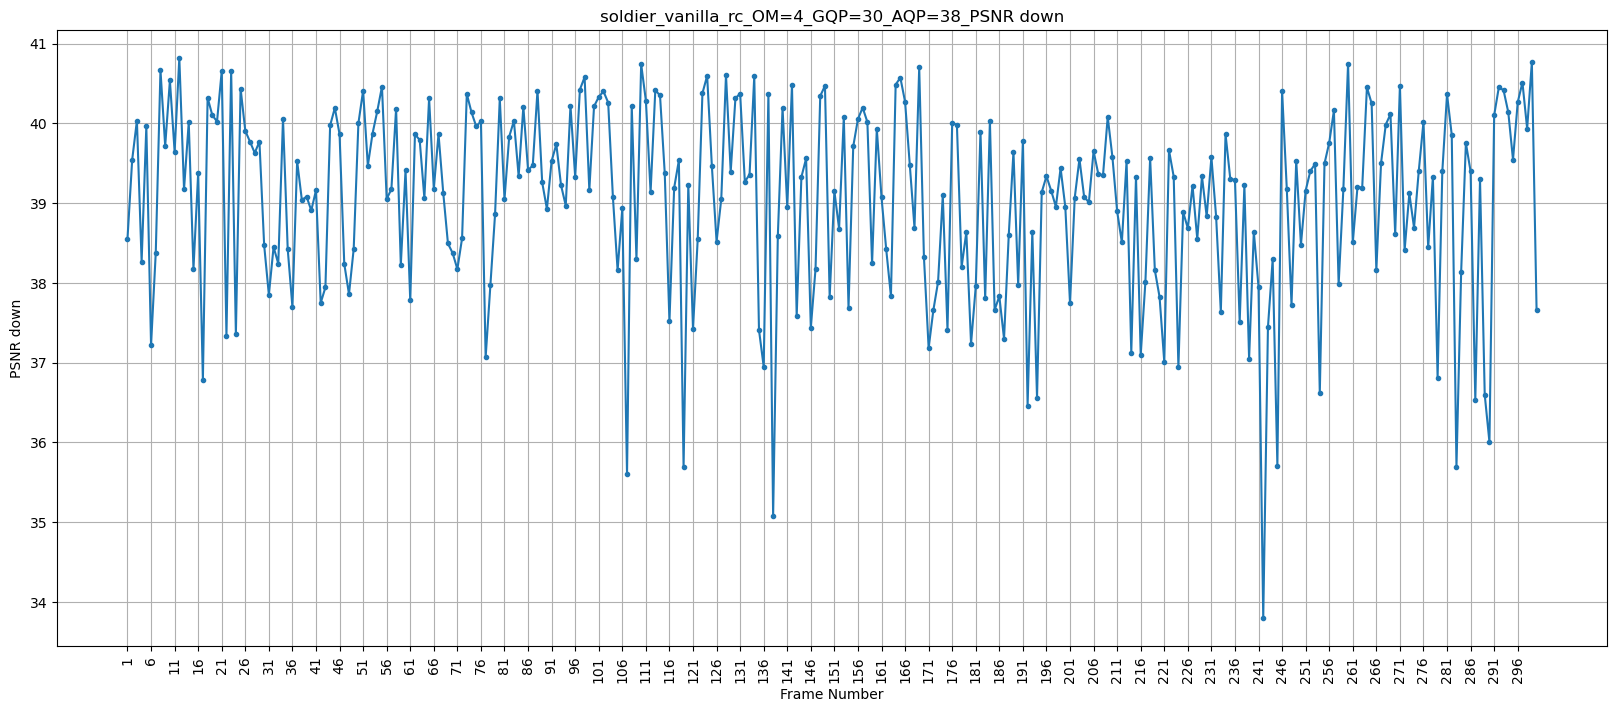 soldier_vanilla_rc_OM=4_GQP=30_AQP=38_PSNR down
PSNR down
41
40
39
38
37
36
35
34
1 6 11 16 21 26 31 36 41 46 51 56 61 66 71 76 81 86 91 96 101 106 111 116 121 126 131 136 141 146 151 156 161 166 171 176 181 186 191 196 201 206 211 216 221 226 231 236 241 246 251 256 261 266 271 276 281 286 291 296
Frame Number